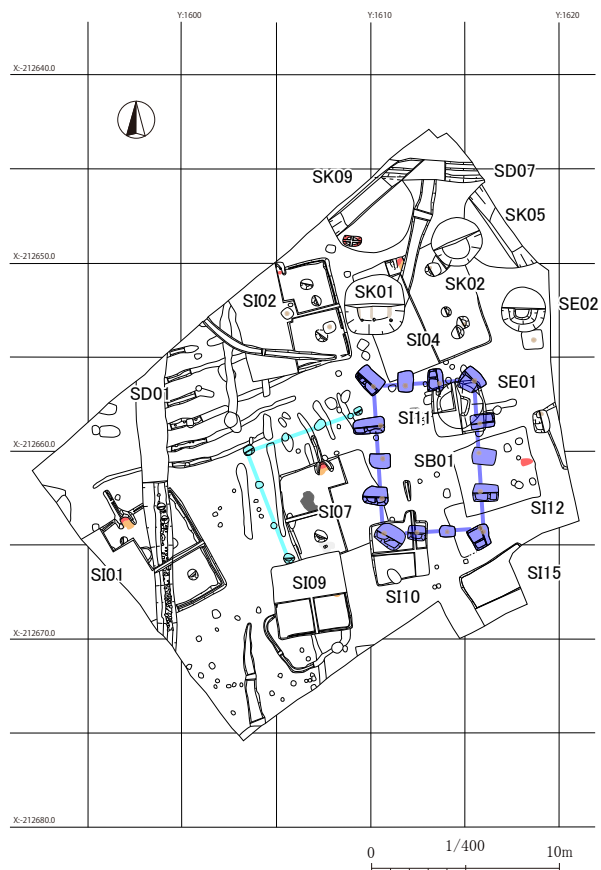 Y:1600
Y:1610
Y:1620
X:-212640.0
SK09
SD07
SK05
X:-212650.0
SI02
SK01
SK02
SE02
SI04
SD01
SE01
SI11
X:-212660.0
SB01
SI07
SI12
SI01
SI09
SI10
SI15
X:-212670.0
X:-212680.0
0
1/400
10m